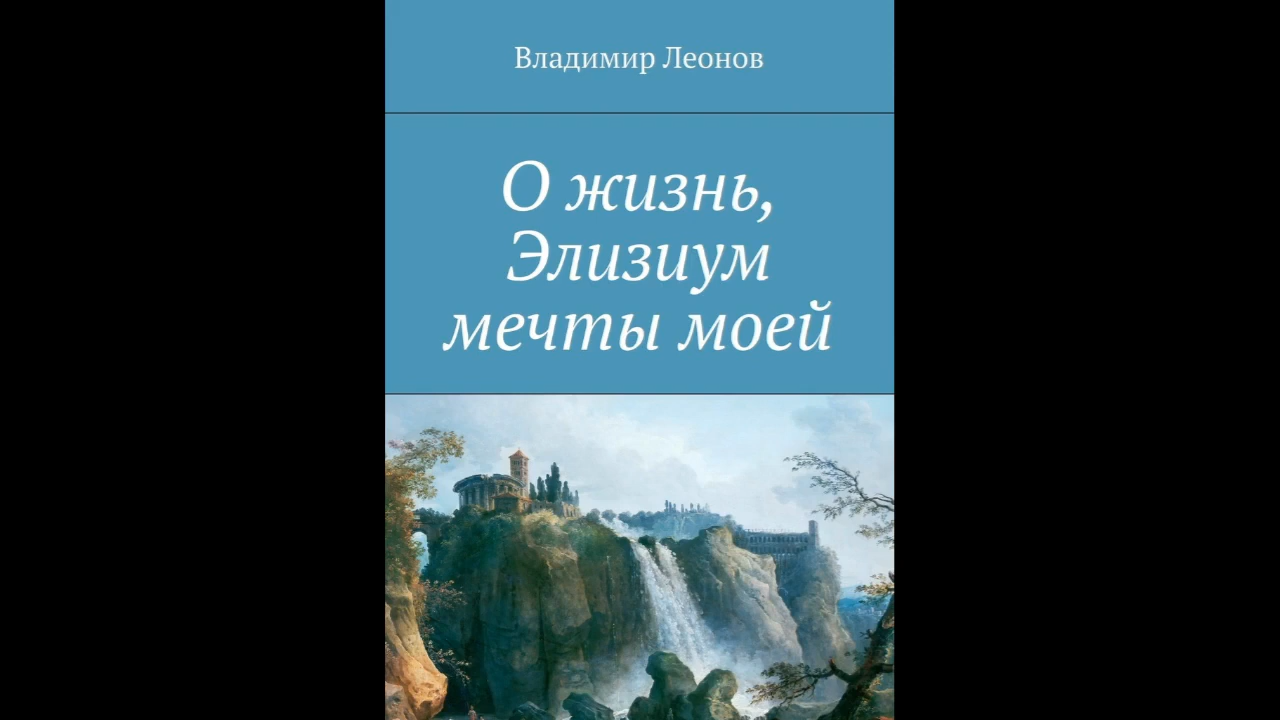 Владимир Леонов
О жизнь,
Элизиум
мечты моей